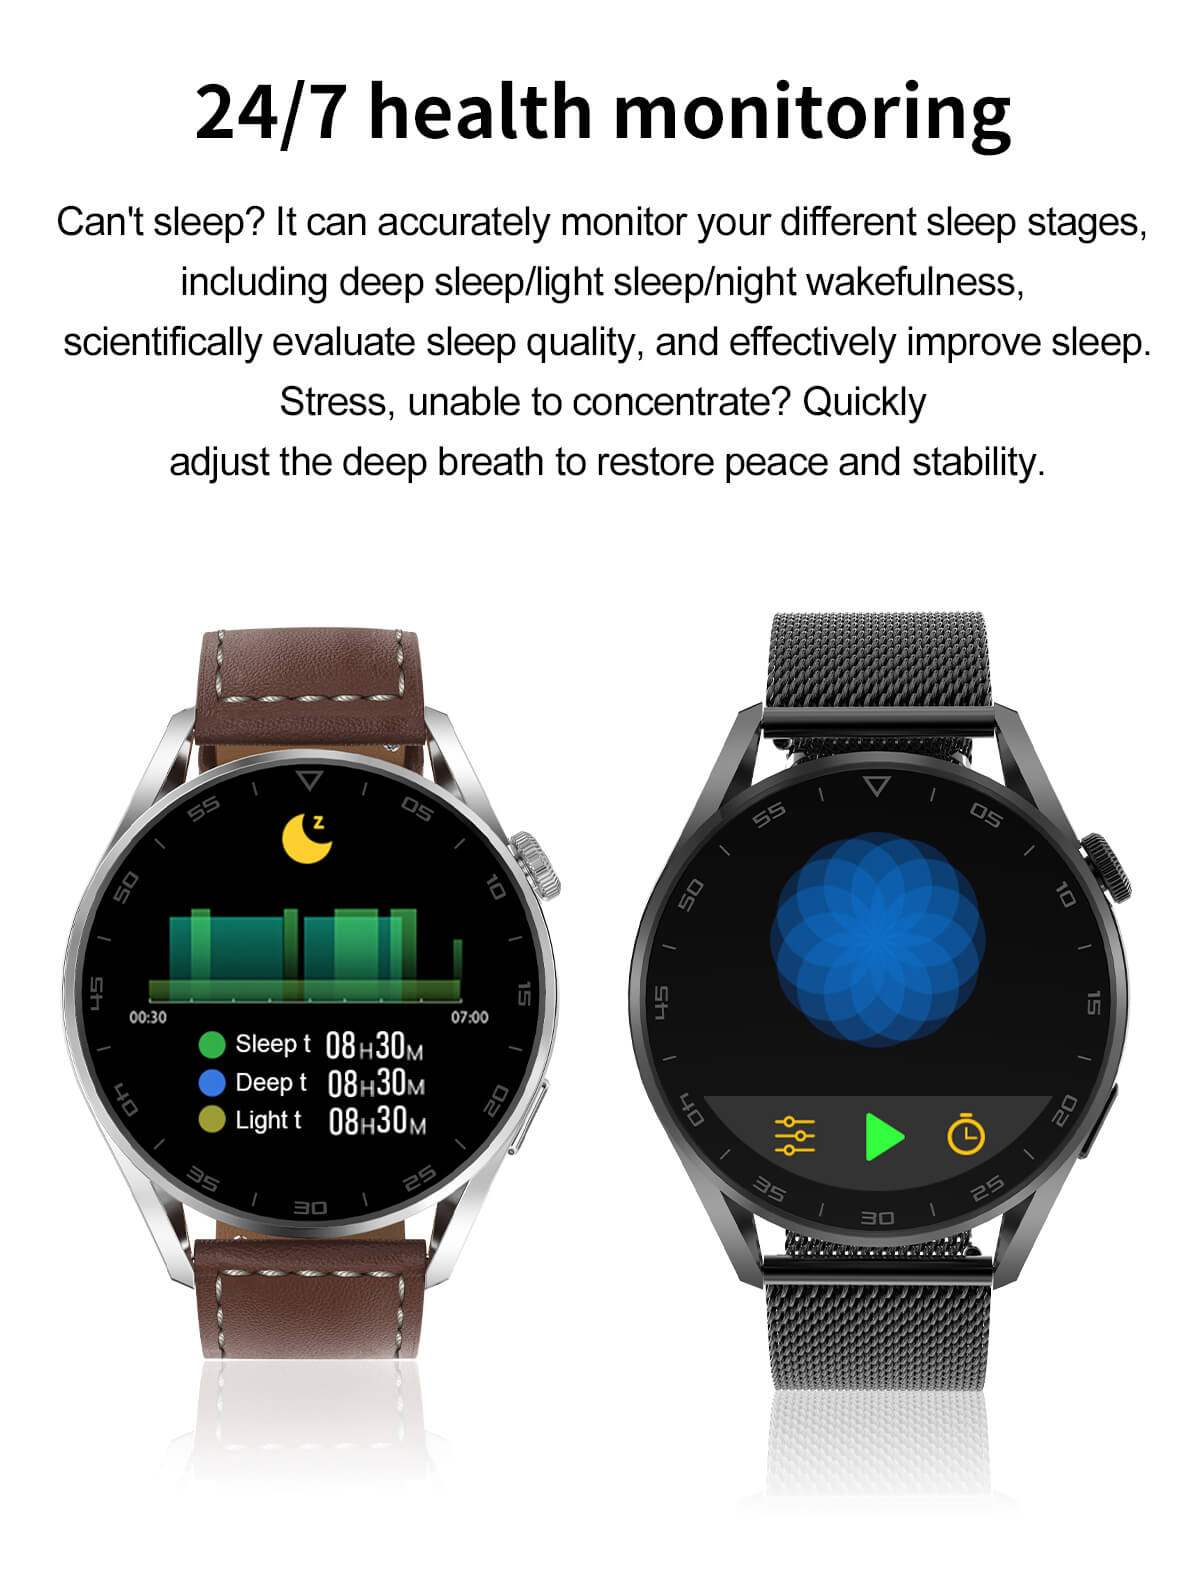 24/7 health monitoring
Can't sleep? It can accurately monitor your different sleep stages,
including deep sleep/light sleep/night wakefulness,
scientifically evaluate sleep quality, and effectively improve sleep.
Stress, unable to concentrate? Quickly
adjust the deep breath to restore peace and stability.
55
05
50
z
10
45
15
00:30
07:00
Sleep t 08H30M
Deep t 08H30M
Light t 08H30M
40
20
35
25
30
55
05
50
10
45
15
40
20
35
25
30